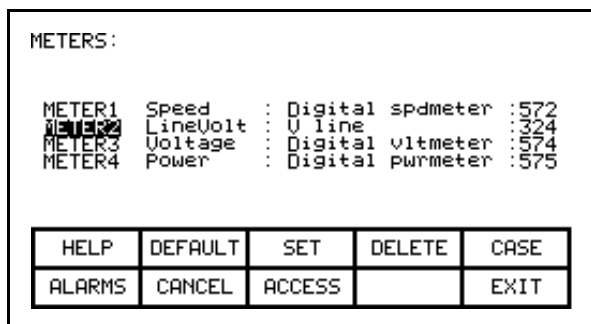 METERS:
METER1 Speed : Digital spdmeter :572
METER2 LineVolt : V line :324
METER3 Voltage : Digital vltmeter :574
METER4 Power : Digital pwrmeter :575
HELP DEFAULT SET DELETE CASE
ALARMS CANCEL ACCESS EXIT